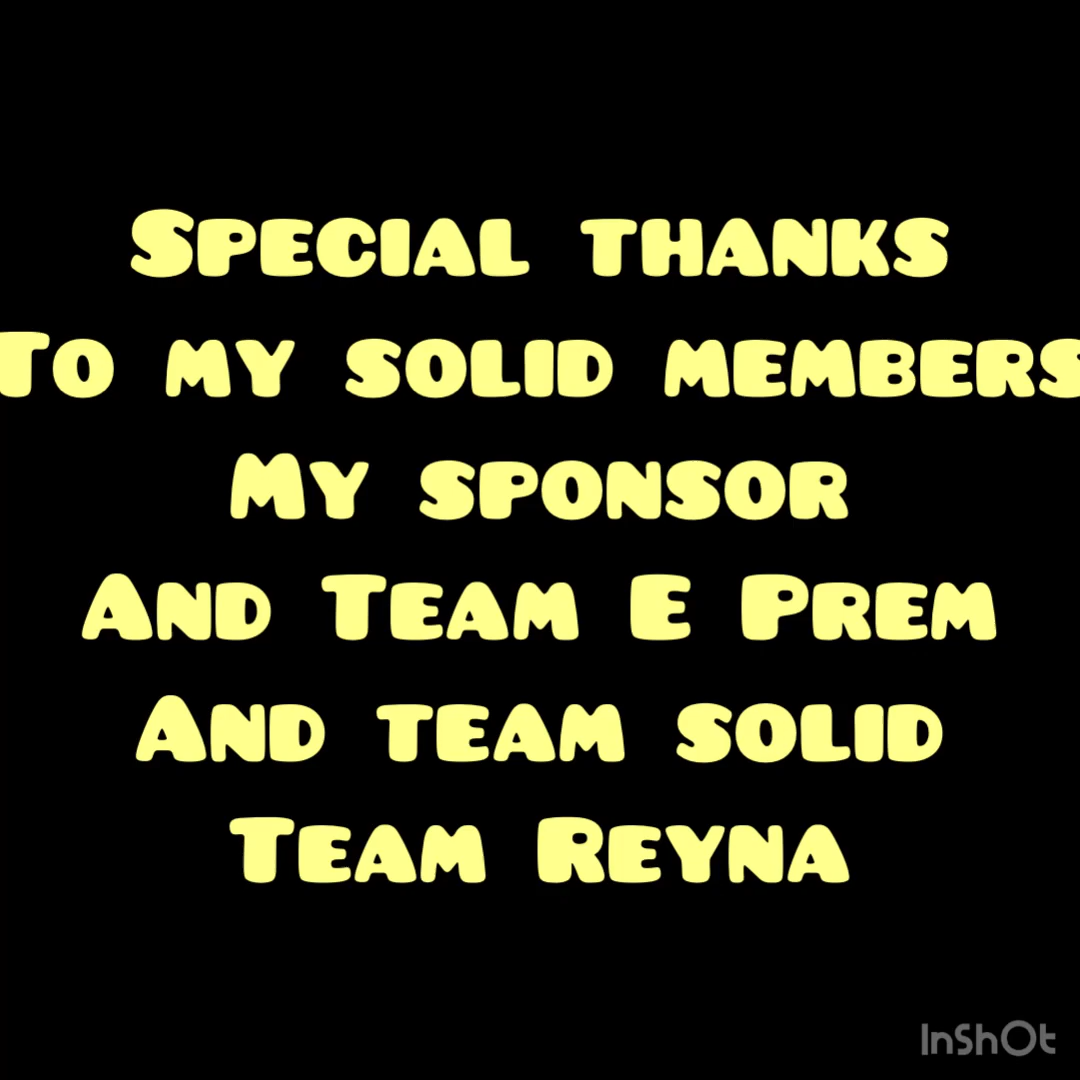 Special thanks
To my solid members
My sponsor
And Team E Prem
And team solid
Team Reyna
InShOt